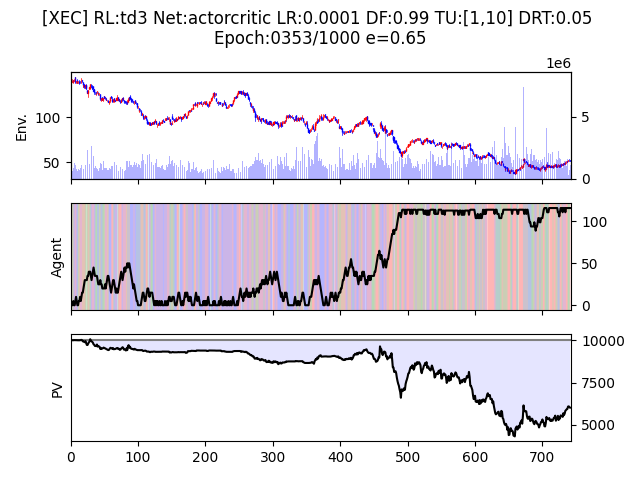 [XEC] RL:td3 Net:actorcritic LR:0.0001 DF:0.99 TU:[1,10] DRT:0.05
Epoch:0353/1000 e=0.65
1e6
Env.
100
50
5
0
Agent
100
50
0
PV
10000
7500
5000
0 100 200 300 400 500 600 700